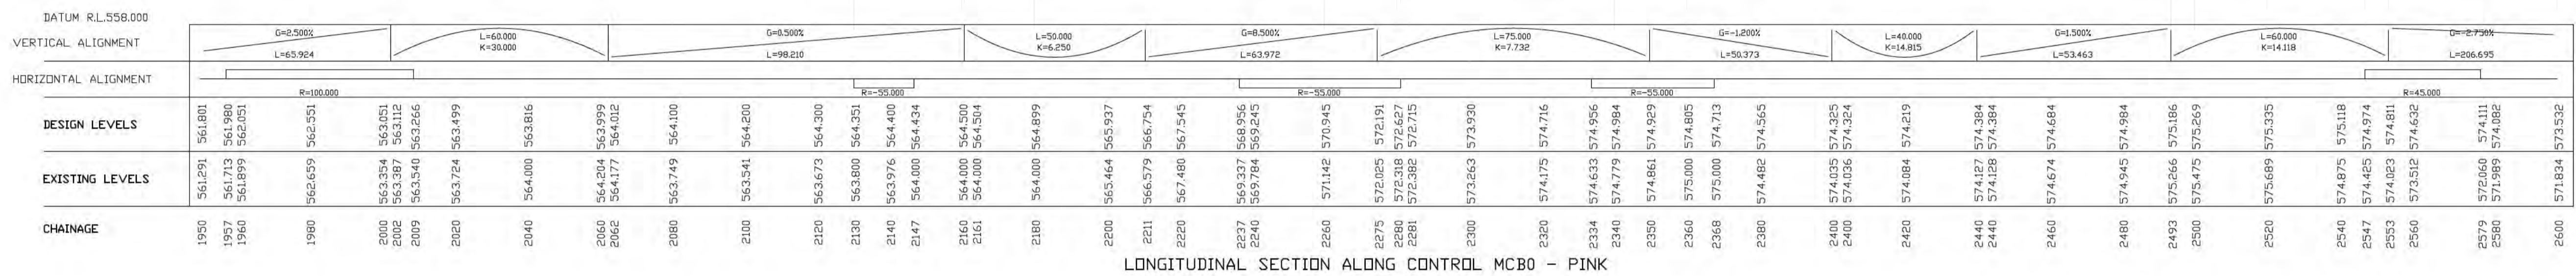 DATUM R.L.558.000
VERTICAL ALIGNMENT
G=2.500% L=60.000 G=0.500% L=50.000 G=8.500% L=75.000 G=-1.200% L=40.000 G=1.500% L=60.000 G=-2.750%
L=65.924 K=30.000 L=98.210 K=6.250 L=63.972 K=7.732 L=50.373 K=14.815 L=53.463 K=14.118 L=206.695
HORIZONTAL ALIGNMENT
R=100.000 R=-55.000 R=-55.000 R=-55.000 R=45.000
DESIGN LEVELS 561.801 561.980 562.051 562.551 563.051 563.112 563.266 563.499 563.816 563.999 564.012 564.100 564.200 564.300 564.351 564.400 564.434 564.500 564.504 564.899 565.937 566.754 567.545 568.956 569.245 570.945 572.191 572.627 572.715 573.930 574.716 574.956 574.984 574.929 574.805 574.713 574.565 574.325 574.324 574.219 574.384 574.384 574.684 574.984 575.186 575.269 575.335 575.118 574.974 574.811 574.632 574.111 574.082 573.532
EXISTING LEVELS 561.291 561.713 561.899 562.659 563.354 563.387 563.540 563.724 564.000 564.204 564.177 563.749 563.541 563.673 563.800 563.976 564.000 564.000 564.000 564.000 565.464 566.579 567.480 569.337 569.784 571.142 572.025 572.318 572.382 573.263 574.175 574.633 574.779 574.861 575.000 575.000 574.482 574.035 574.036 574.084 574.127 574.128 574.674 574.945 575.266 575.475 575.689 574.875 574.425 574.023 573.512 572.060 571.989 571.834
CHAINAGE 1950 1957 1960 1980 2000 2002 2009 2020 2040 2060 2062 2080 2100 2120 2130 2140 2147 2160 2161 2180 2200 2211 2220 2237 2240 2260 2275 2280 2281 2300 2320 2334 2340 2350 2360 2368 2380 2400 2400 2420 2440 2440 2460 2480 2493 2500 2520 2540 2547 2553 2560 2579 2580 2600
LONGITUDINAL SECTION ALONG CONTROL MCB0 - PINK